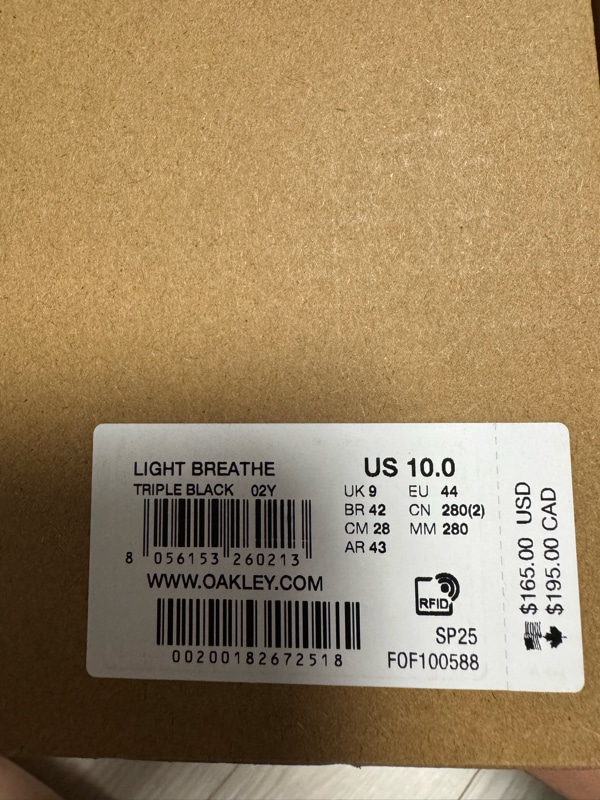 LIGHT BREATHE
TRIPLE BLACK 02Y
8 056153 260213
WWW.OAKLEY.COM
00200182672518
US 10.0
UK 9 EU 44
BR 42 CN 280(2)
CM 28 MM 280
AR 43
RFID
SP25
F0F100588
$165.00 USD
$195.00 CAD